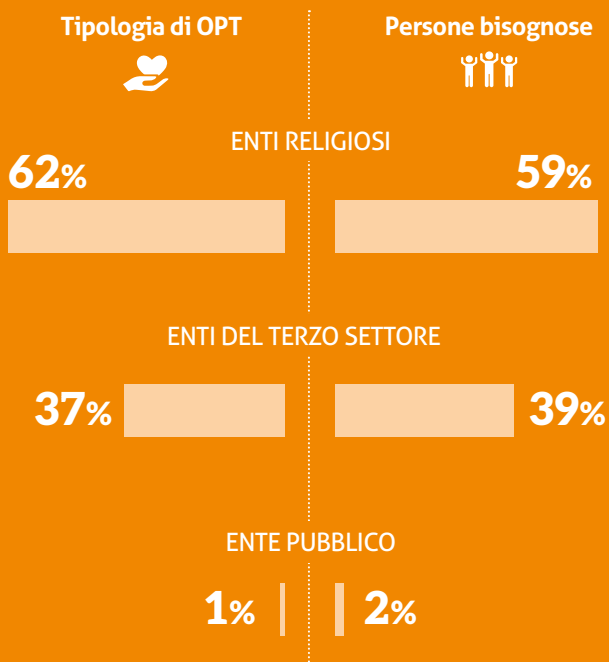 Tipologia di OPT
Persone bisognose
ENTI RELIGIOSI
62%
59%
ENTI DEL TERZO SETTORE
37%
39%
ENTE PUBBLICO
1%
2%